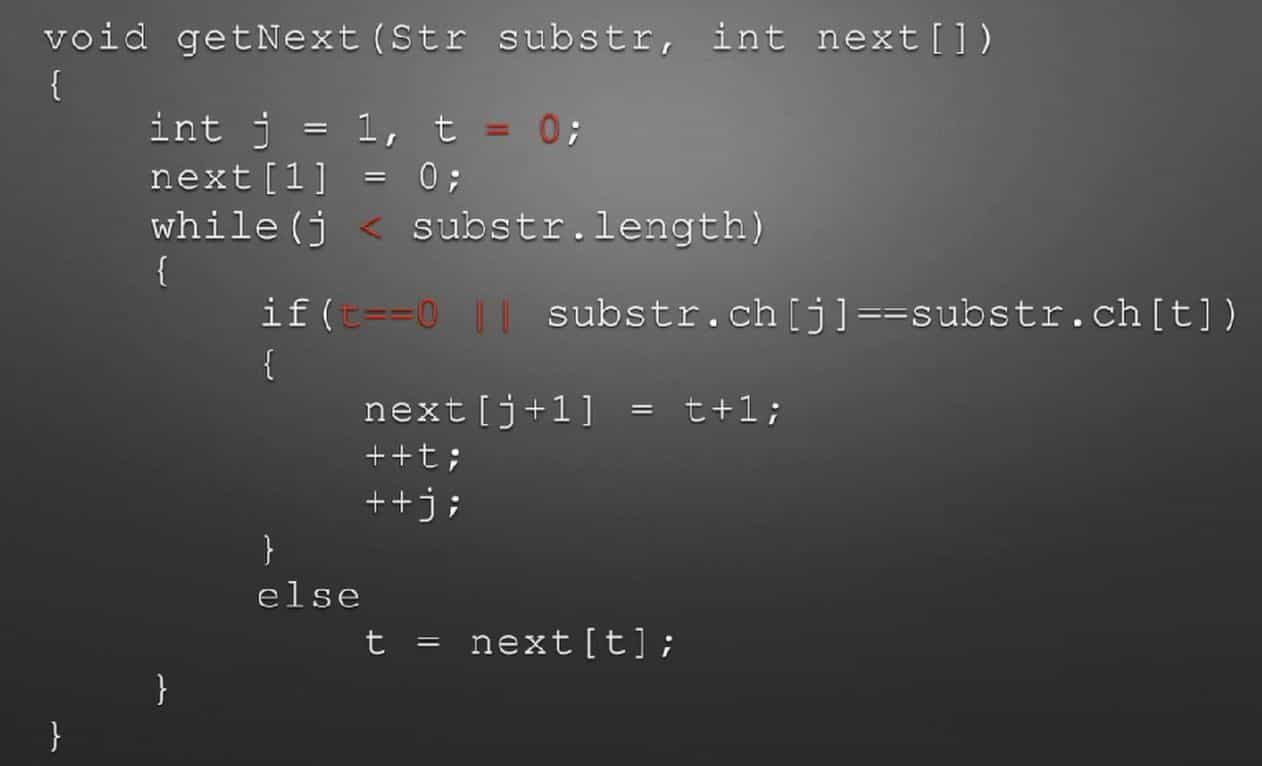 void getNext(Str substr, int next[])
{
int j = 1, t = 0;
next[1] = 0;
while(j < substr.length)
{
if(t==0 || substr.ch[j]==substr.ch[t])
{
next[j+1] = t+1;
++t;
++j;
}
else
t = next[t];
}
}